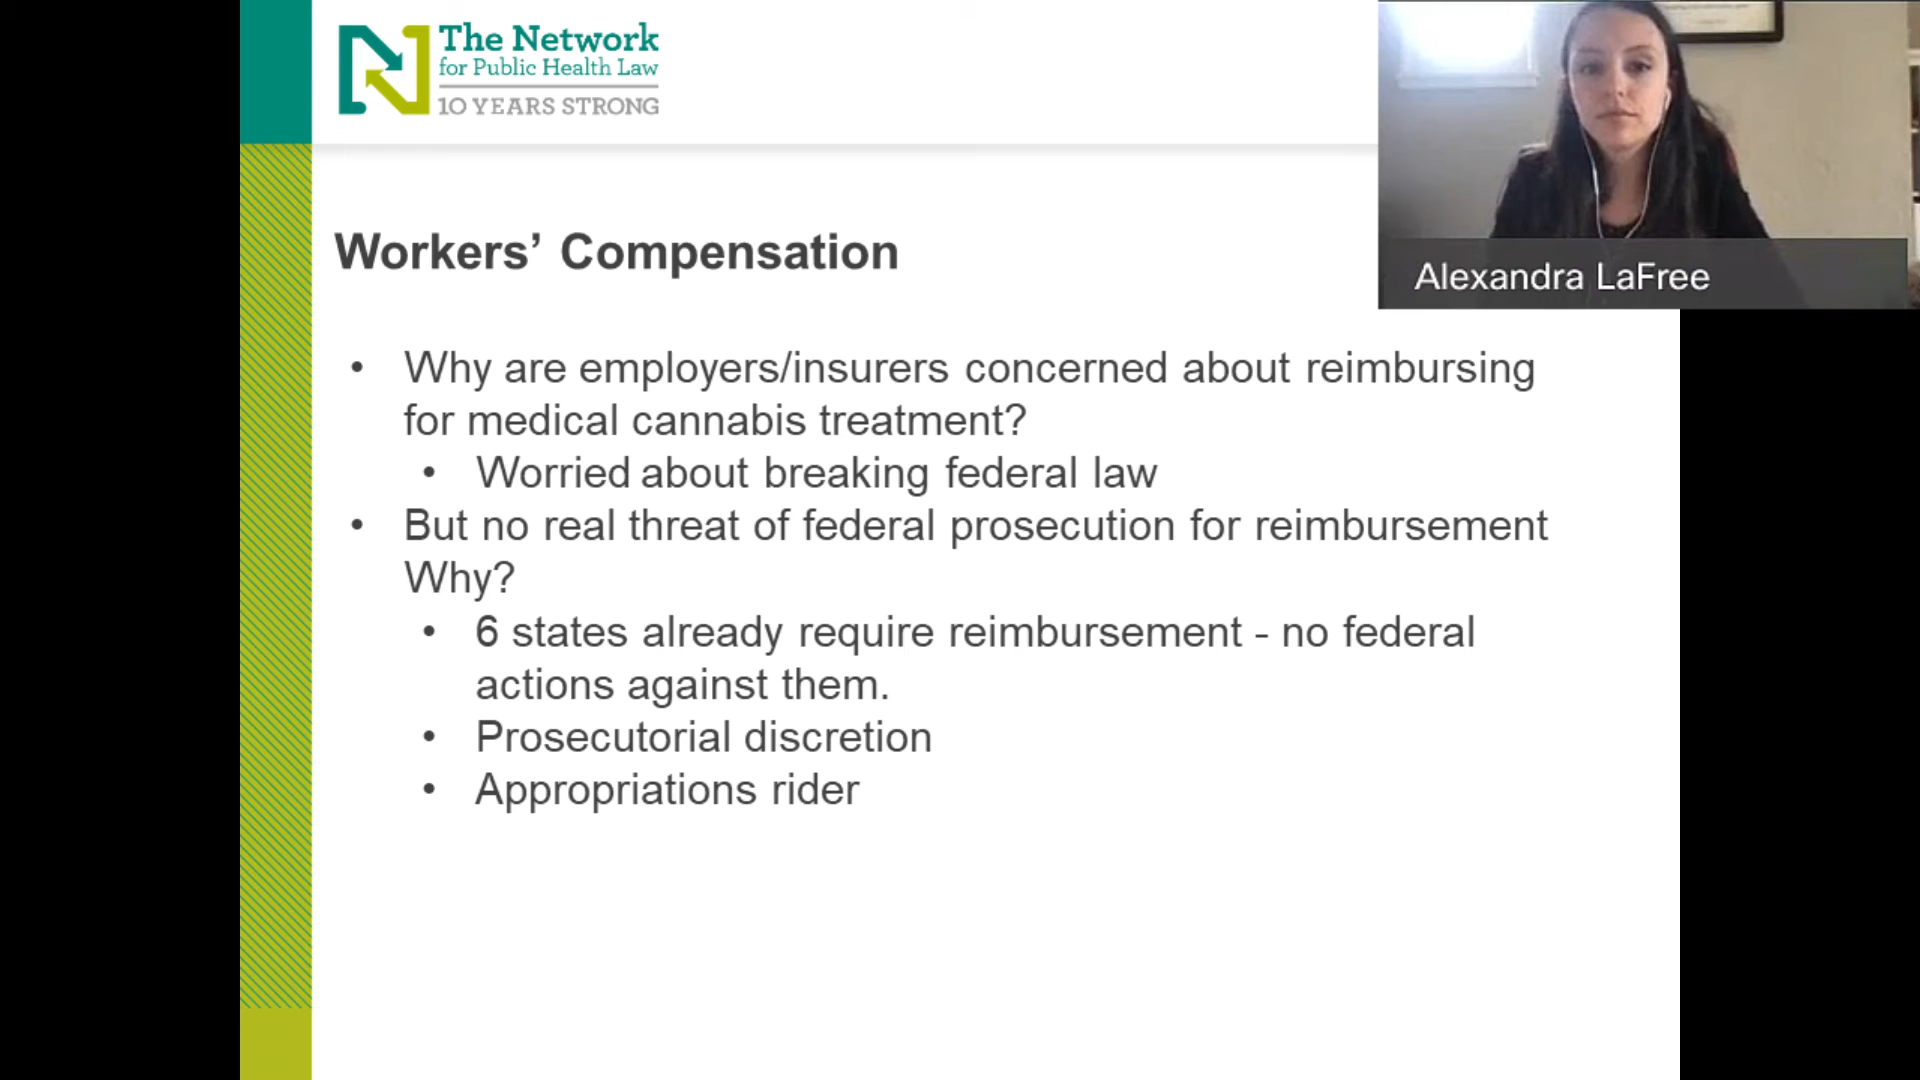 The Network
for Public Health Law
10 YEARS STRONG
Alexandra LaFree
Workers’ Compensation
• Why are employers/insurers concerned about reimbursing
for medical cannabis treatment?
• Worried about breaking federal law
• But no real threat of federal prosecution for reimbursement
Why?
• 6 states already require reimbursement - no federal
actions against them.
• Prosecutorial discretion
• Appropriations rider